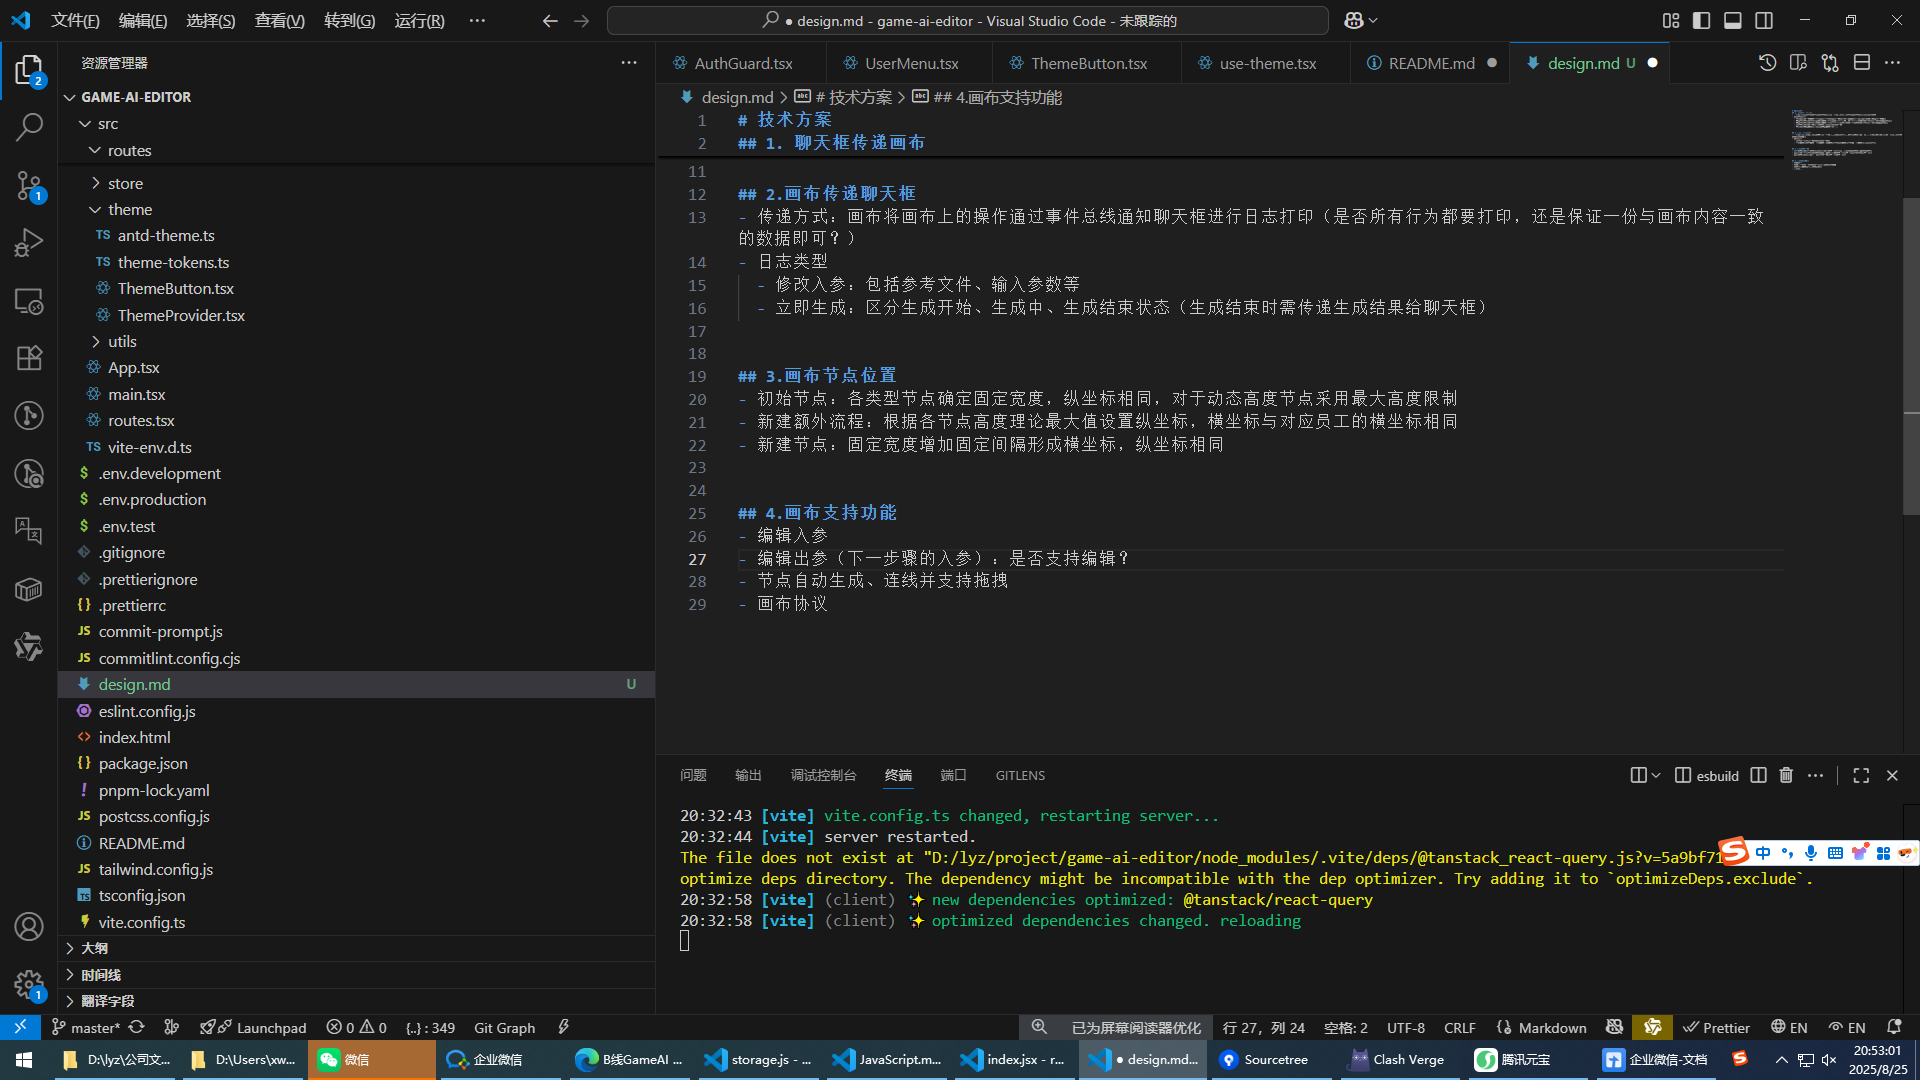 文件(F) 编辑(E) 选择(S) 查看(V) 转到(G) 运行(R) ···
● design.md - game-ai-editor - Visual Studio Code - 未跟踪的
资源管理器
GAME-AI-EDITOR
src
routes
store
theme
TS antd-theme.ts
TS theme-tokens.ts
ThemeButton.tsx
ThemeProvider.tsx
utils
App.tsx
main.tsx
routes.tsx
TS vite-env.d.ts
$ .env.development
$ .env.production
$ .env.test
.gitignore
.prettierignore
{} .prettierrc
JS commit-prompt.js
JS commitlint.config.cjs
design.md U
eslint.config.js
<> index.html
{} package.json
! pnpm-lock.yaml
JS postcss.config.js
README.md
JS tailwind.config.js
TS tsconfig.json
vite.config.ts
大纲
时间线
翻译字段
2
1
1
AuthGuard.tsx UserMenu.tsx ThemeButton.tsx use-theme.tsx README.md ● design.md U ●
design.md > abc # 技术方案 > abc ## 4.画布支持功能
1 # 技术方案
2 ## 1. 聊天框传递画布
11
12 ## 2.画布传递聊天框
13 - 传递方式：画布将画布上的操作通过事件总线通知聊天框进行日志打印（是否所有行为都要打印，还是保证一份与画布内容一致
的数据即可？）
14 - 日志类型
15 - 修改入参：包括参考文件、输入参数等
16 - 立即生成：区分生成开始、生成中、生成结束状态（生成结束时需传递生成结果给聊天框）
17
18
19 ## 3.画布节点位置
20 - 初始节点：各类型节点确定固定宽度，纵坐标相同，对于动态高度节点采用最大高度限制
21 - 新建额外流程：根据各节点高度理论最大值设置纵坐标，横坐标与对应员工的横坐标相同
22 - 新建节点：固定宽度增加固定间隔形成横坐标，纵坐标相同
23
24
25 ## 4.画布支持功能
26 - 编辑入参
27 - 编辑出参（下一步骤的入参）：是否支持编辑？
28 - 节点自动生成、连线并支持拖拽
29 - 画布协议
问题 输出 调试控制台 终端 端口 GITLENS
esbuild
20:32:43 [vite] vite.config.ts changed, restarting server...
20:32:44 [vite] server restarted.
The file does not exist at "D:/lyz/project/game-ai-editor/node_modules/.vite/deps/@tanstack_react-query.js?v=5a9bf71
optimize deps directory. The dependency might be incompatible with the dep optimizer. Try adding it to `optimizeDeps.exclude`.
20:32:58 [vite] (client) ✨ new dependencies optimized: @tanstack/react-query
20:32:58 [vite] (client) ✨ optimized dependencies changed. reloading
中
master* Launchpad 0 0 {..} : 349 Git Graph
已为屏幕阅读器优化 行 27，列 24 空格: 2 UTF-8 CRLF Markdown Prettier EN EN
D:\lyz\公司文... D:\Users\xw... 微信 企业微信 B线GameAI ... storage.js - ... JavaScript.m... index.jsx - r... ● design.md... Sourcetree Clash Verge 腾讯元宝 企业微信-文档
20:53:01
2025/8/25